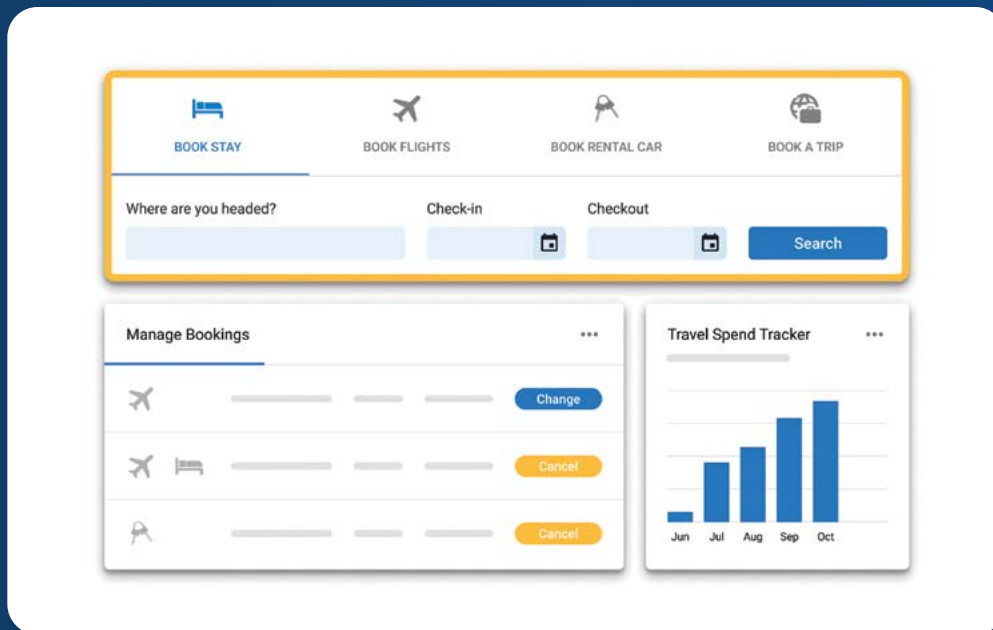 BOOK STAY
BOOK FLIGHTS
BOOK RENTAL CAR
BOOK A TRIP
Where are you headed?
Check-in
Checkout
Search
Manage Bookings
Change
Cancel
Cancel
Travel Spend Tracker
Jun Jul Aug Sep Oct